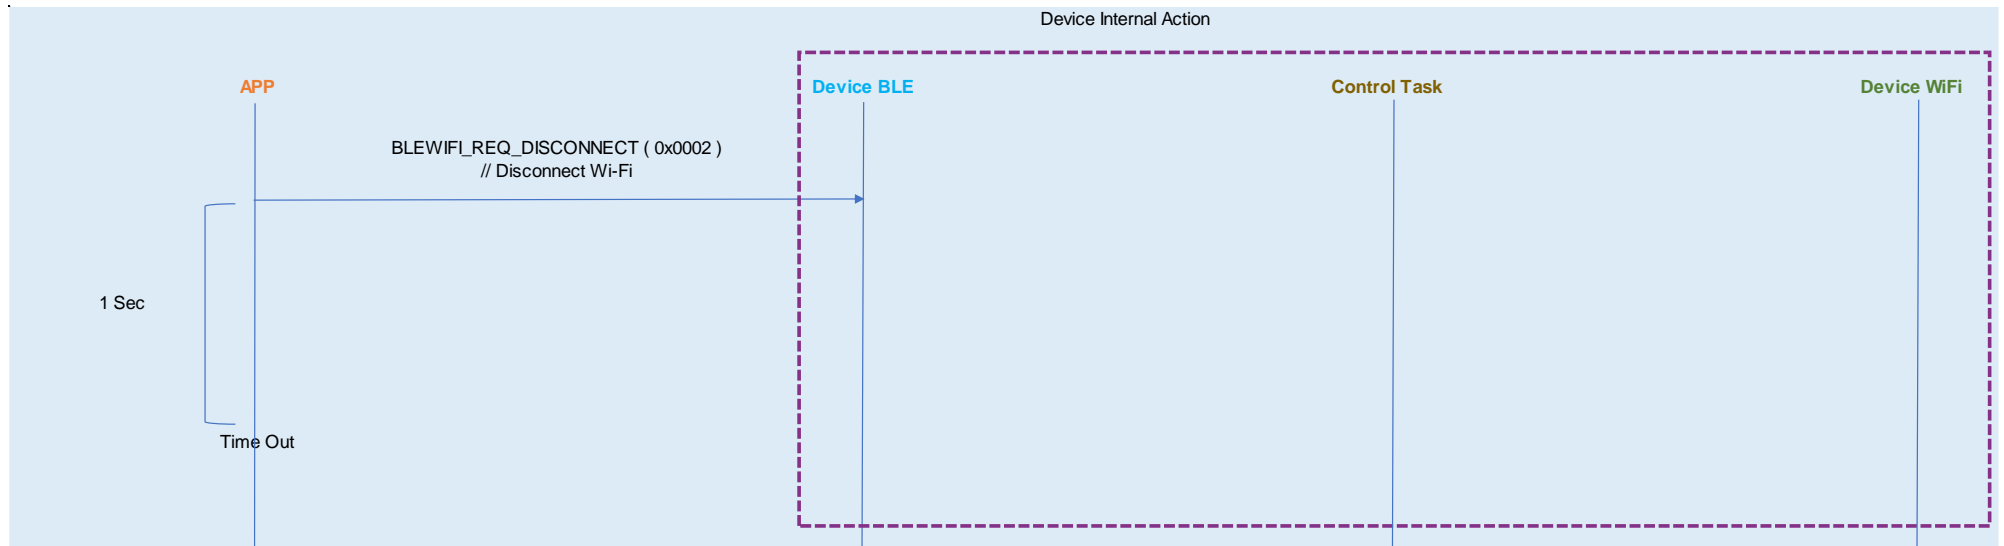 Device Internal Action
APP
Device BLE
Control Task
Device WiFi
BLEWIFI_REQ_DISCONNECT ( 0x0002 )
// Disconnect Wi-Fi
1 Sec
Time Out